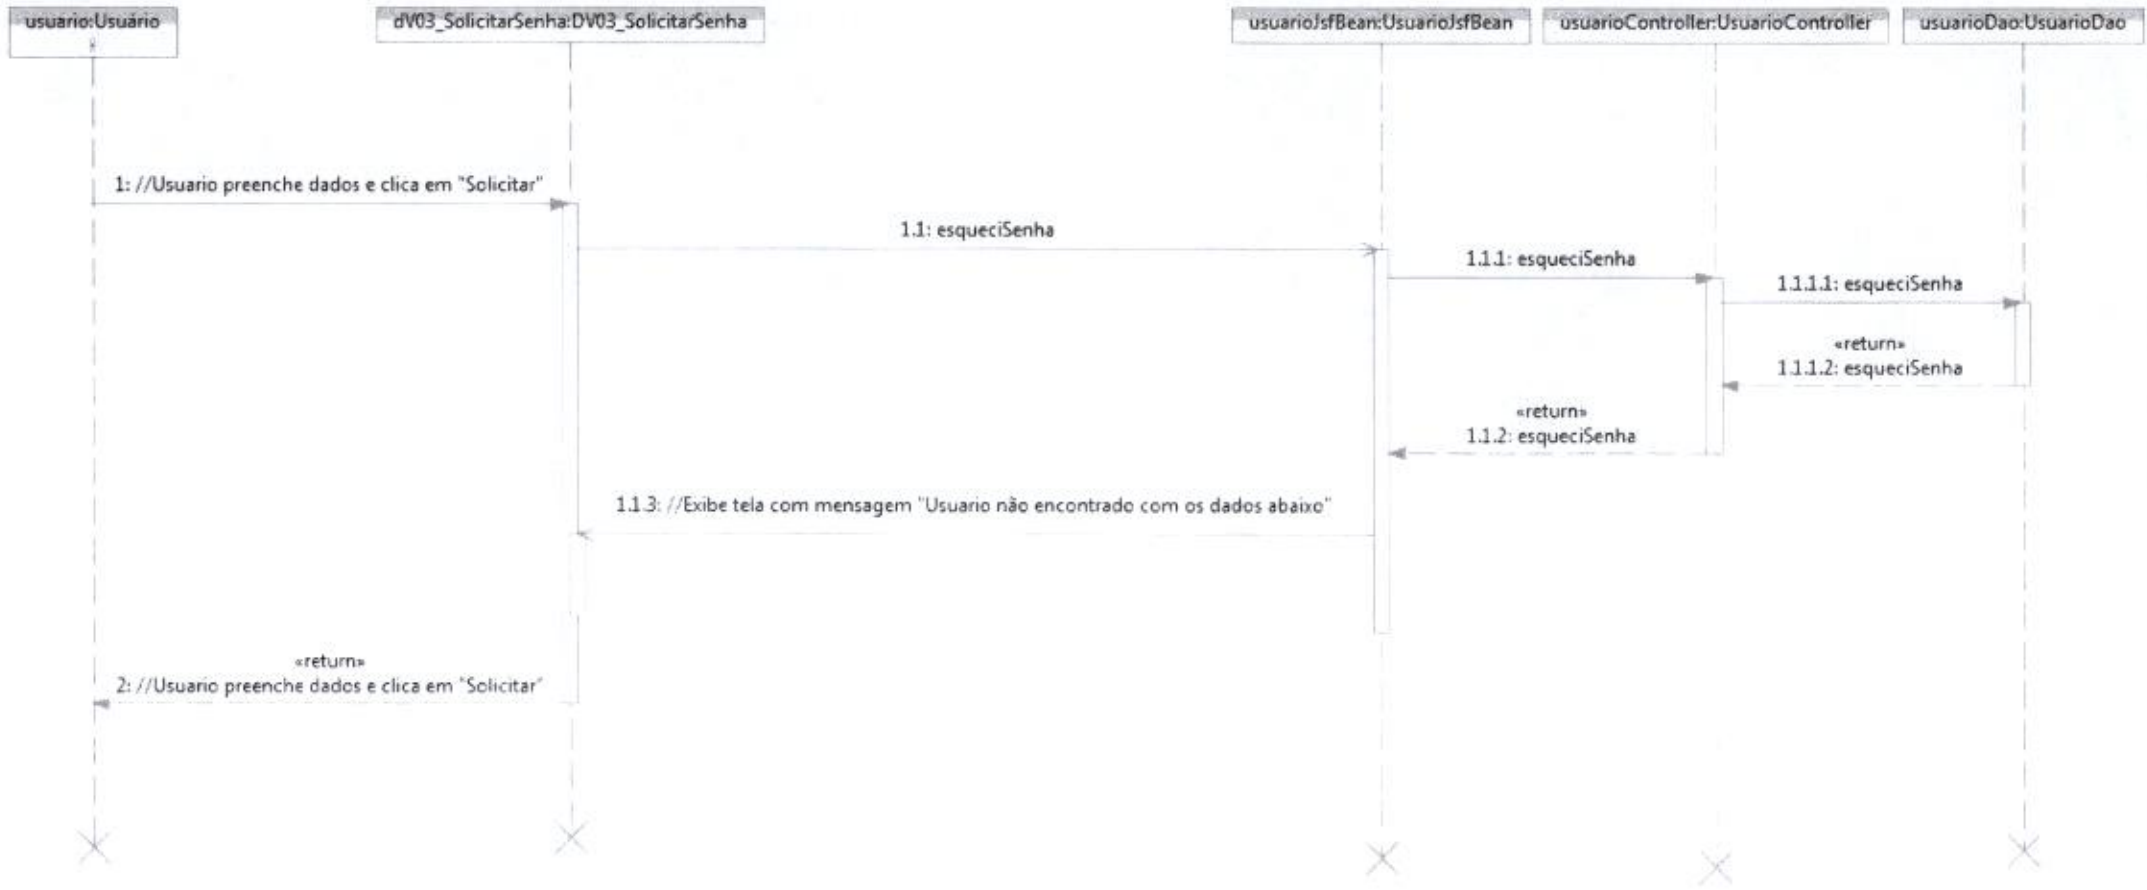 usuario:Usuário
dV03_SolicitarSenha:DV03_SolicitarSenha
usuarioJsfBean:UsuarioJsfBean
usuarioController:UsuarioController
usuarioDao:UsuarioDao
1: //Usuario preenche dados e clica em "Solicitar"
1.1: esqueciSenha
1.1.1: esqueciSenha
1.1.1.1: esqueciSenha
«return»
1.1.1.2: esqueciSenha
«return»
1.1.2: esqueciSenha
1.1.3: //Exibe tela com mensagem "Usuario não encontrado com os dados abaixo"
«return»
2: //Usuario preenche dados e clica em "Solicitar"